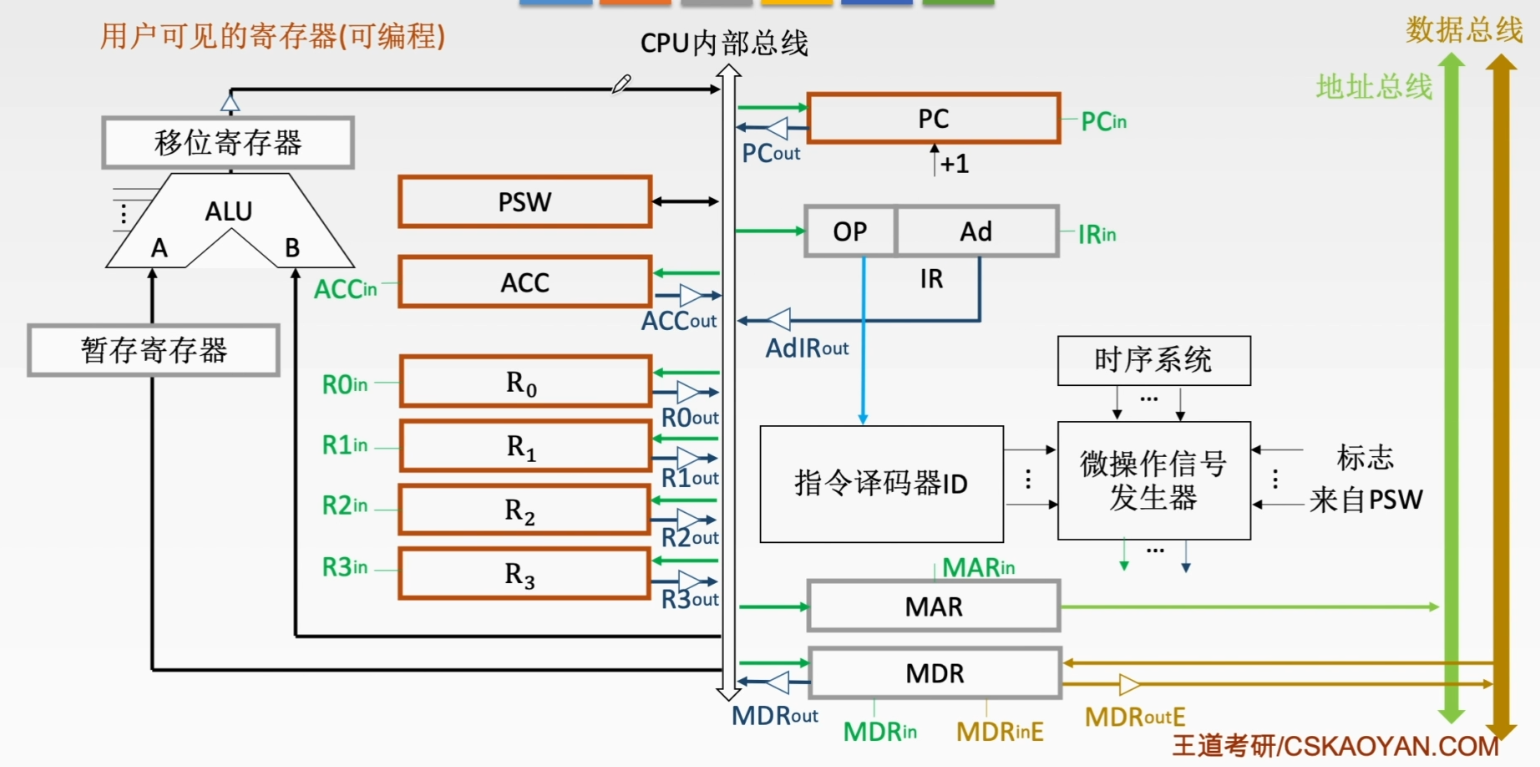 用户可见的寄存器(可编程)
CPU内部总线
数据总线
地址总线
移位寄存器
ALU
A
B
暂存寄存器
PSW
ACC
ACCin
ACCout
R0
R0in
R0out
R1
R1in
R1out
R2
R2in
R2out
R3
R3in
R3out
PC
PCin
PCout
+1
OP
Ad
IRin
IR
AdIRout
时序系统
...
指令译码器ID
微操作信号
发生器
标志
来自PSW
...
MARin
MAR
MDR
MDRout
MDRin
MDRinE
MDRoutE
王道考研/CSKAOYAN.COM